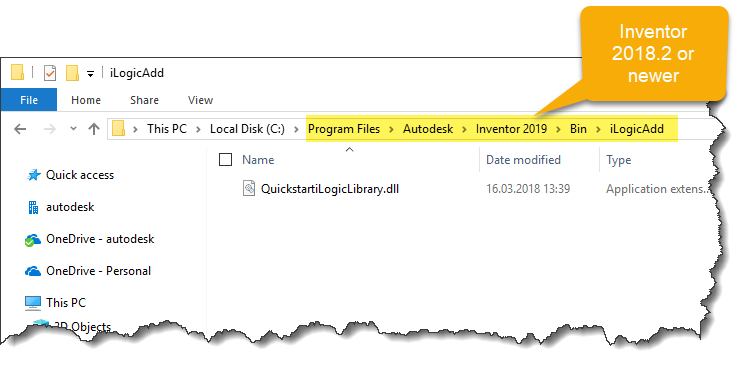 Inventor
2018.2 or
newer
iLogicAdd
File Home Share View
This PC > Local Disk (C:) > Program Files > Autodesk > Inventor 2019 > Bin > iLogicAdd
Name Date modified Type
QuickstartiLogicLibrary.dll 16.03.2018 13:39 Application extens...
Quick access
autodesk
OneDrive - autodesk
OneDrive - Personal
This PC
3D Objects